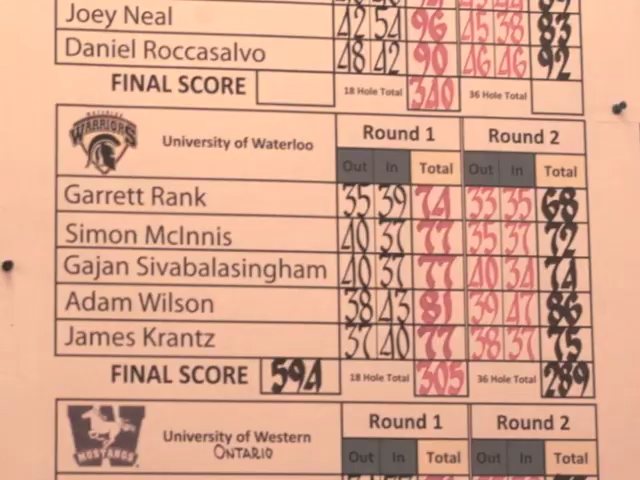 Joey Neal 42 54 96 45 38 83
Daniel Roccasalvo 48 42 90 46 46 92
FINAL SCORE 18 Hole Total 340 36 Hole Total
WARRIORS University of Waterloo Round 1 Round 2
Out In Total Out In Total
Garrett Rank 35 39 74 33 35 68
Simon McInnis 40 37 77 35 37 72
Gajan Sivabalasingham 40 37 77 40 34 74
Adam Wilson 38 43 81 39 47 86
James Krantz 37 40 77 38 37 75
FINAL SCORE 594 18 Hole Total 305 36 Hole Total 289
W MUSTANGS University of Western Round 1 Round 2
ONTARIO
Out In Total Out In Total